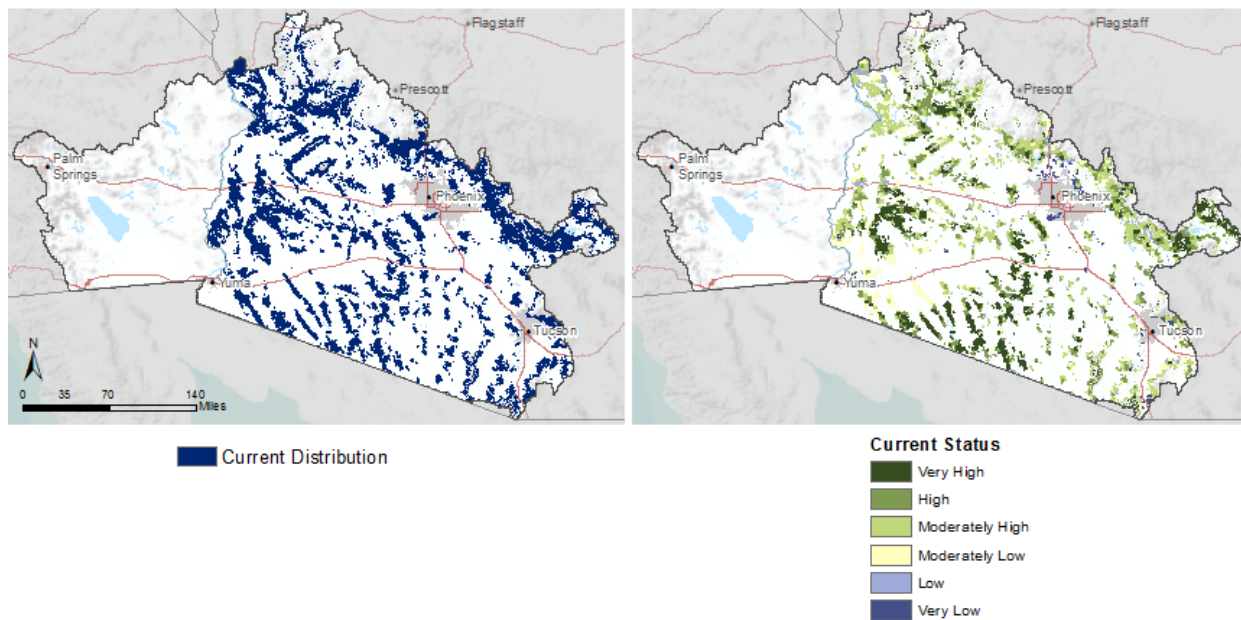 Flagstaff
Prescott
Palm
Springs
Phoenix
Yuma
Tucson
N
0 35 70 140
Miles
Current Distribution
Flagstaff
Prescott
Palm
Springs
Phoenix
Yuma
Tucson
Current Status
Very High
High
Moderately High
Moderately Low
Low
Very Low